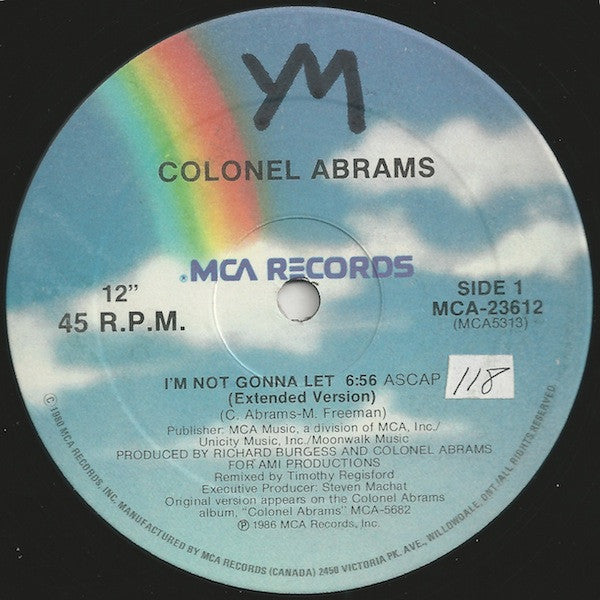 YM
COLONEL ABRAMS
MCA RECORDS
12”
45 R.P.M.
SIDE 1
MCA-23612
(MCA5313)
I'M NOT GONNA LET 6:56 ASCAP
(Extended Version)
118
(C. Abrams-M. Freeman)
Publisher: MCA Music, a division of MCA, Inc./
Unicity Music, Inc./Moonwalk Music
PRODUCED BY RICHARD BURGESS AND COLONEL ABRAMS
FOR AMI PRODUCTIONS
Remixed by Timothy Regisford
Executive Producer: Steven Machat
Original version appears on the Colonel Abrams
album, "Colonel Abrams" MCA-5682
Ⓟ 1986 MCA Records, Inc.
© 1980 MCA RECORDS, INC. MANUFACTURED BY MCA RECORDS (CANADA) 2450 VICTORIA PK. AVE., WILLOWDALE, ONT./ALL RIGHTS RESERVED.